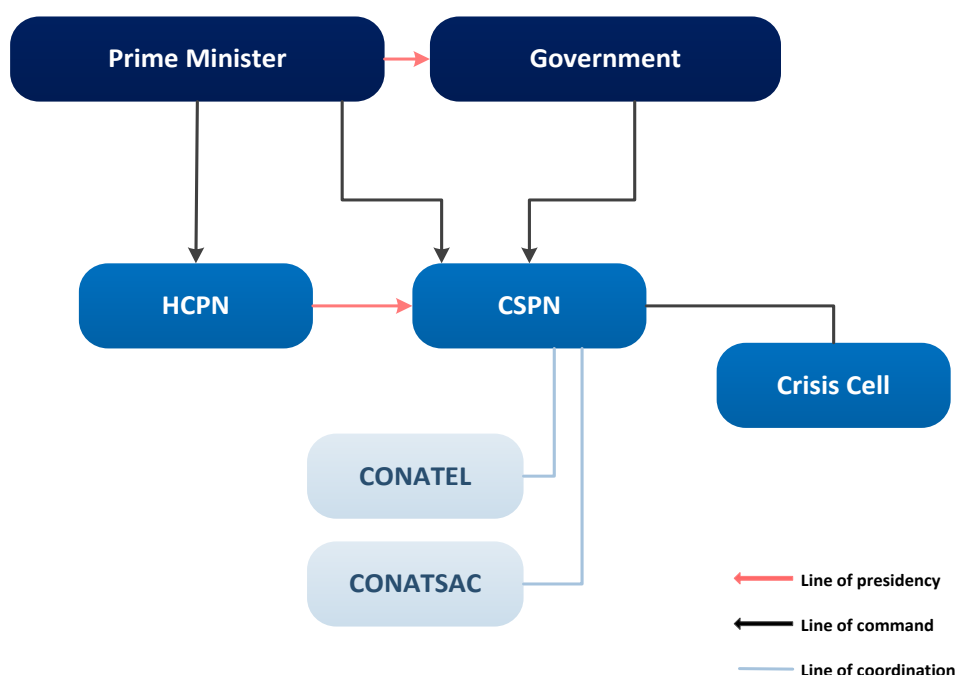 Prime Minister
Government
HCPN
CSPN
Crisis Cell
CONATEL
CONATSAC
Line of presidency
Line of command
Line of coordination